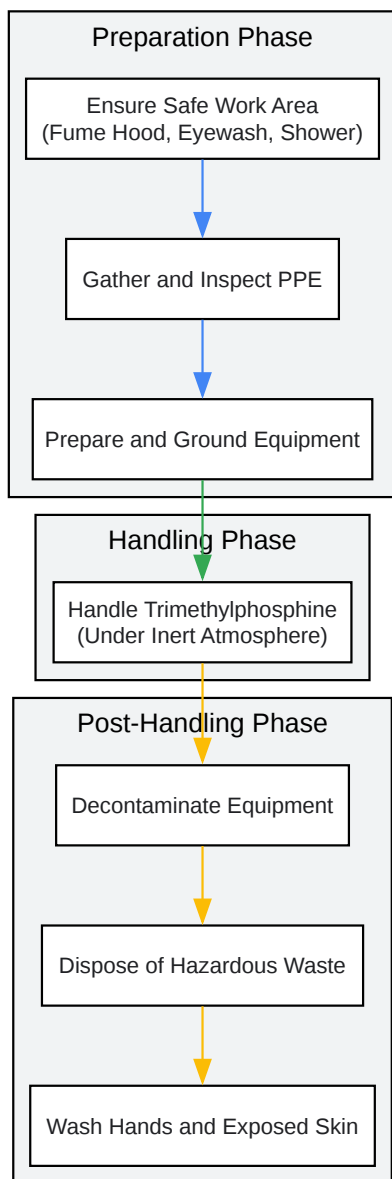 Preparation Phase
Ensure Safe Work Area
(Fume Hood, Eyewash, Shower)
Gather and Inspect PPE
Prepare and Ground Equipment
Handling Phase
Handle Trimethylphosphine
(Under Inert Atmosphere)
Post-Handling Phase
Decontaminate Equipment
Dispose of Hazardous Waste
Wash Hands and Exposed Skin